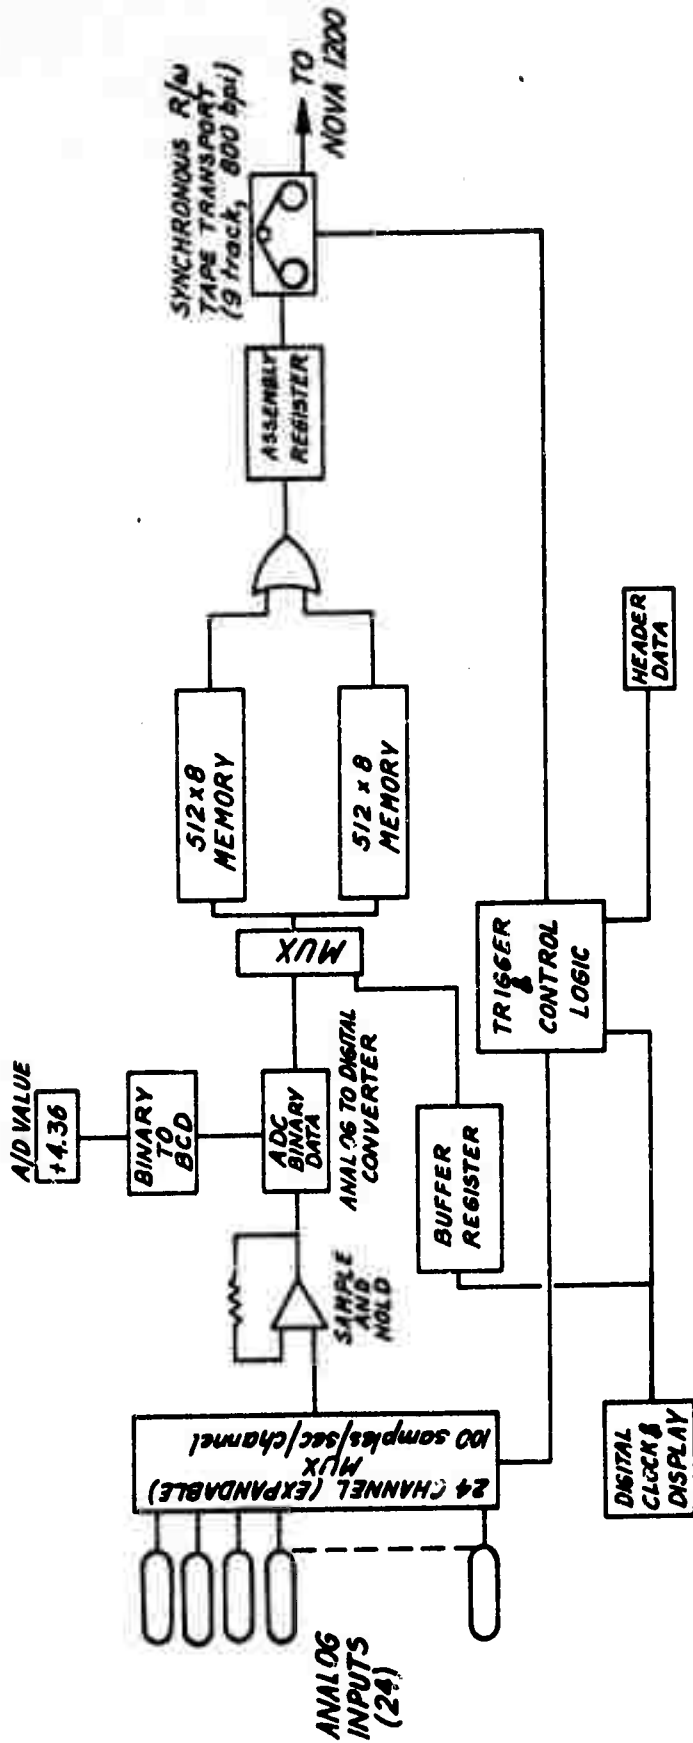 ANALOG
INPUTS
(24)
24 CHANNEL (EXPANDABLE)
MUX
100 samples/sec/channel
SAMPLE
AND
HOLD
A/D VALUE
+4.36
BINARY
TO
BCD
ADC
BINARY
DATA
ANALOG TO DIGITAL
CONVERTER
BUFFER
REGISTER
MUX
512 x 8
MEMORY
512 x 8
MEMORY
ASSEMBLY
REGISTER
SYNCHRONOUS R/W
TAPE TRANSPORT
(9 track, 800 bpi)
TO
NOVA 1200
DIGITAL
CLOCK &
DISPLAY
TRIGGER
&
CONTROL
LOGIC
HEADER
DATA